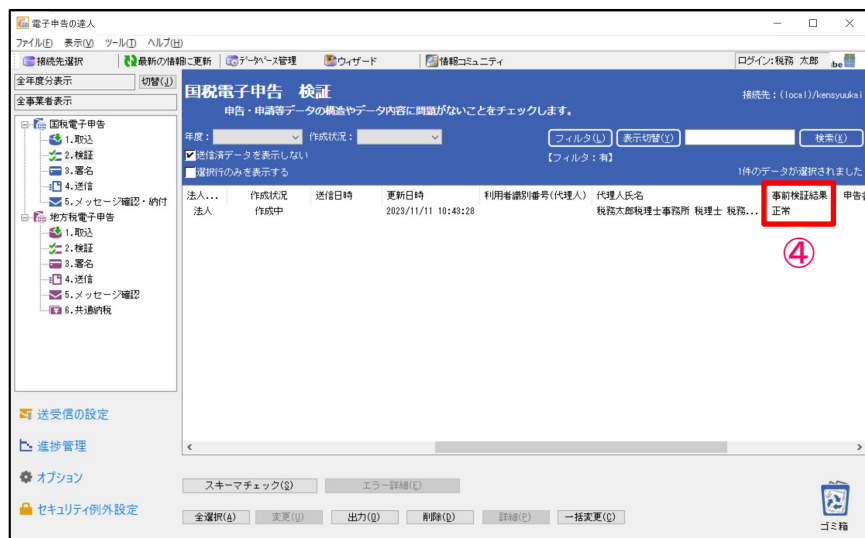 電子申告の達人
ファイル(F) 表示(V) ツール(T) ヘルプ(H)
接続先選択 最新の情報に更新 データベース管理 ウィザード 情報コミュニティ ログイン:税務 太郎
全年度分表示 切替(J)
全事業者表示
国税電子申告
1.取込
2.検証
3.署名
4.送信
5.メッセージ確認・納付
地方税電子申告
1.取込
2.検証
3.署名
4.送信
5.メッセージ確認
6.共通納税
送受信の設定
進捗管理
オプション
セキュリティ例外設定
国税電子申告 検証
接続先:(local)/kensyuukai
申告・申請等データの構造やデータ内容に問題がないことをチェックします。
年度: 作成状況: フィルタ(L) 表示切替(Y) 検索(K)
送信済データを表示しない 【フィルタ:有】
選択行のみを表示する 1件のデータが選択されました
法人... 作成状況 送信日時 更新日時 利用者識別番号(代理人) 代理人氏名 事前検証結果 申告
法人 作成中 2023/11/11 10:43:28 税務太郎税理士事務所 税理士 税務... 正常
④
スキーマチェック(S) エラー詳細(E)
全選択(A) 変更(U) 出力(O) 削除(D) 詳細(P) 一括変更(C)
ゴミ箱